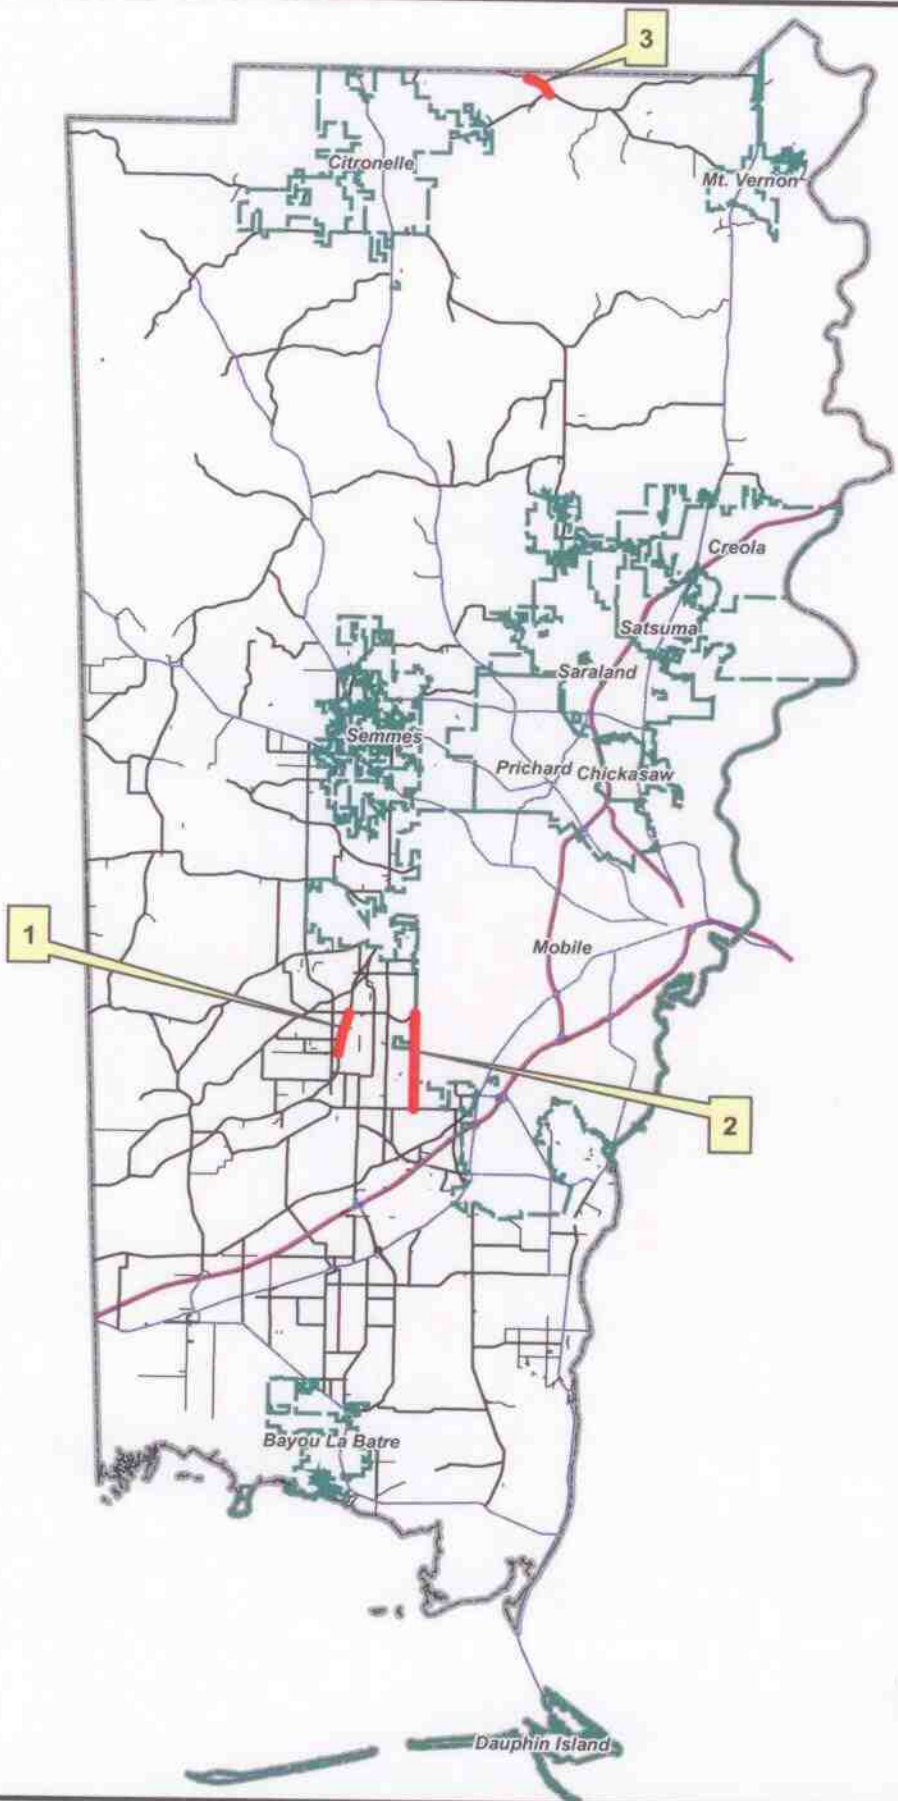 3
Citronelle
Mt. Vernon
Creola
Satsuma
Saraland
Semmes
Prichard Chickasaw
1
Mobile
2
Bayou La Batre
Dauphin Island